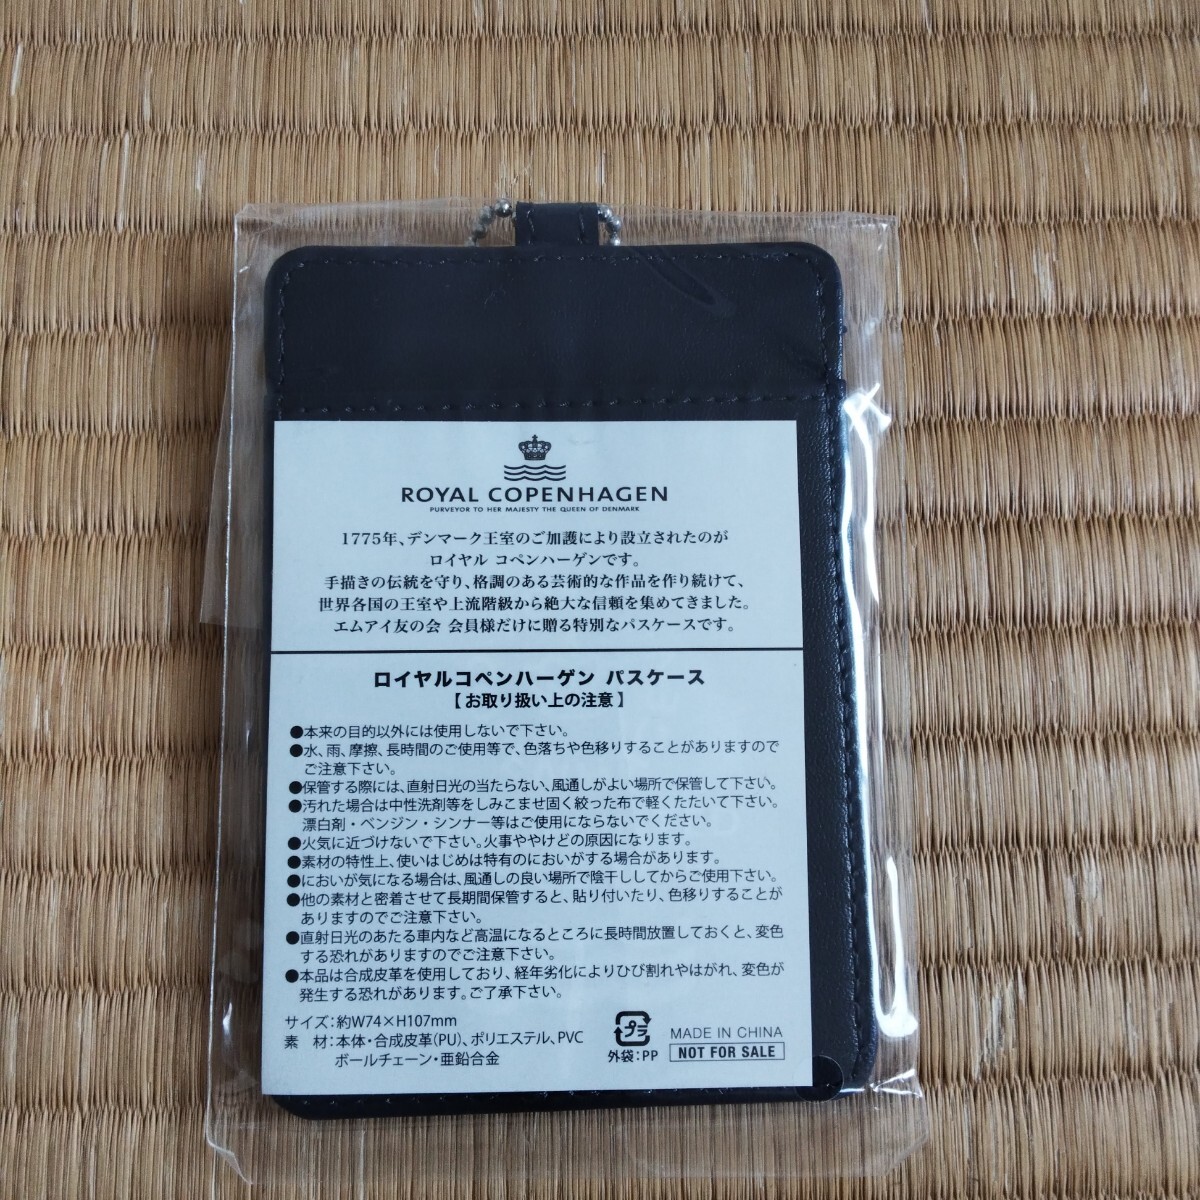 ROYAL COPENHAGEN
PURVEYOR TO HER MAJESTY THE QUEEN OF DENMARK
1775年、デンマーク王室のご加護により設立されたのが
ロイヤル コペンハーゲンです。
手描きの伝統を守り、格調のある芸術的な作品を作り続けて、
世界各国の王室や上流階級から絶大な信頼を集めてきました。
エムアイ友の会 会員様だけに贈る特別なパスケースです。
ロイヤルコペンハーゲン パスケース
【お取り扱い上の注意】
●本来の目的以外には使用しないで下さい。
●水、雨、摩擦、長時間のご使用等で、色落ちや色移りすることがありますので
ご注意下さい。
●保管する際には、直射日光の当たらない、風通しがよい場所で保管して下さい。
●汚れた場合は中性洗剤等をしみこませ固く絞った布で軽くたたいて下さい。
漂白剤・ベンジン・シンナー等はご使用にならないでください。
●火気に近づけないで下さい。火事ややけどの原因になります。
●素材の特性上、使いはじめは特有のにおいがする場合があります。
●においが気になる場合は、風通しの良い場所で陰干ししてからご使用下さい。
●他の素材と密着させて長期間保管すると、貼り付いたり、色移りすることが
ありますのでご注意下さい。
●直射日光のあたる車内など高温になるところに長時間放置しておくと、変色
する恐れがありますのでご注意下さい。
●本品は合成皮革を使用しており、経年劣化によりひび割れやはがれ、変色が
発生する恐れがあります。ご了承下さい。
サイズ:約W74×H107mm
素　材:本体・合成皮革(PU)、ポリエステル、PVC
ボールチェーン・亜鉛合金
プラ
外袋:PP
MADE IN CHINA
NOT FOR SALE